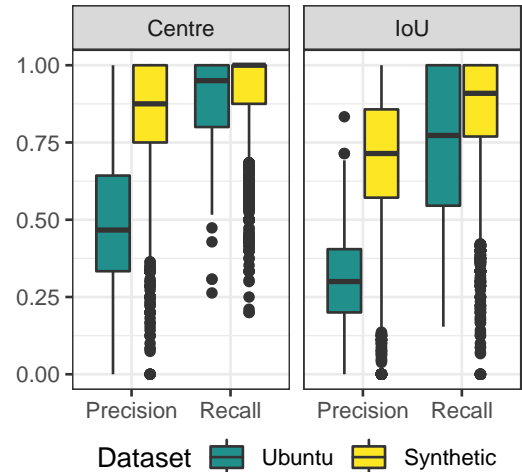 Centre IoU
1.00
0.75
0.50
0.25
0.00
Precision Recall Precision Recall
Dataset Ubuntu Synthetic